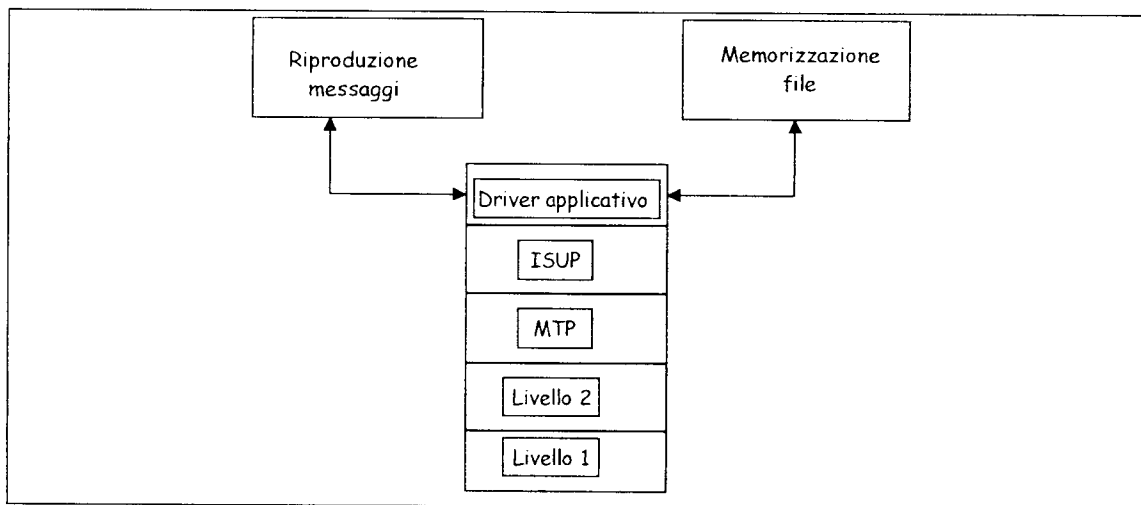 Riproduzione
messaggi
Memorizzazione
file
Driver applicativo
ISUP
MTP
Livello 2
Livello 1